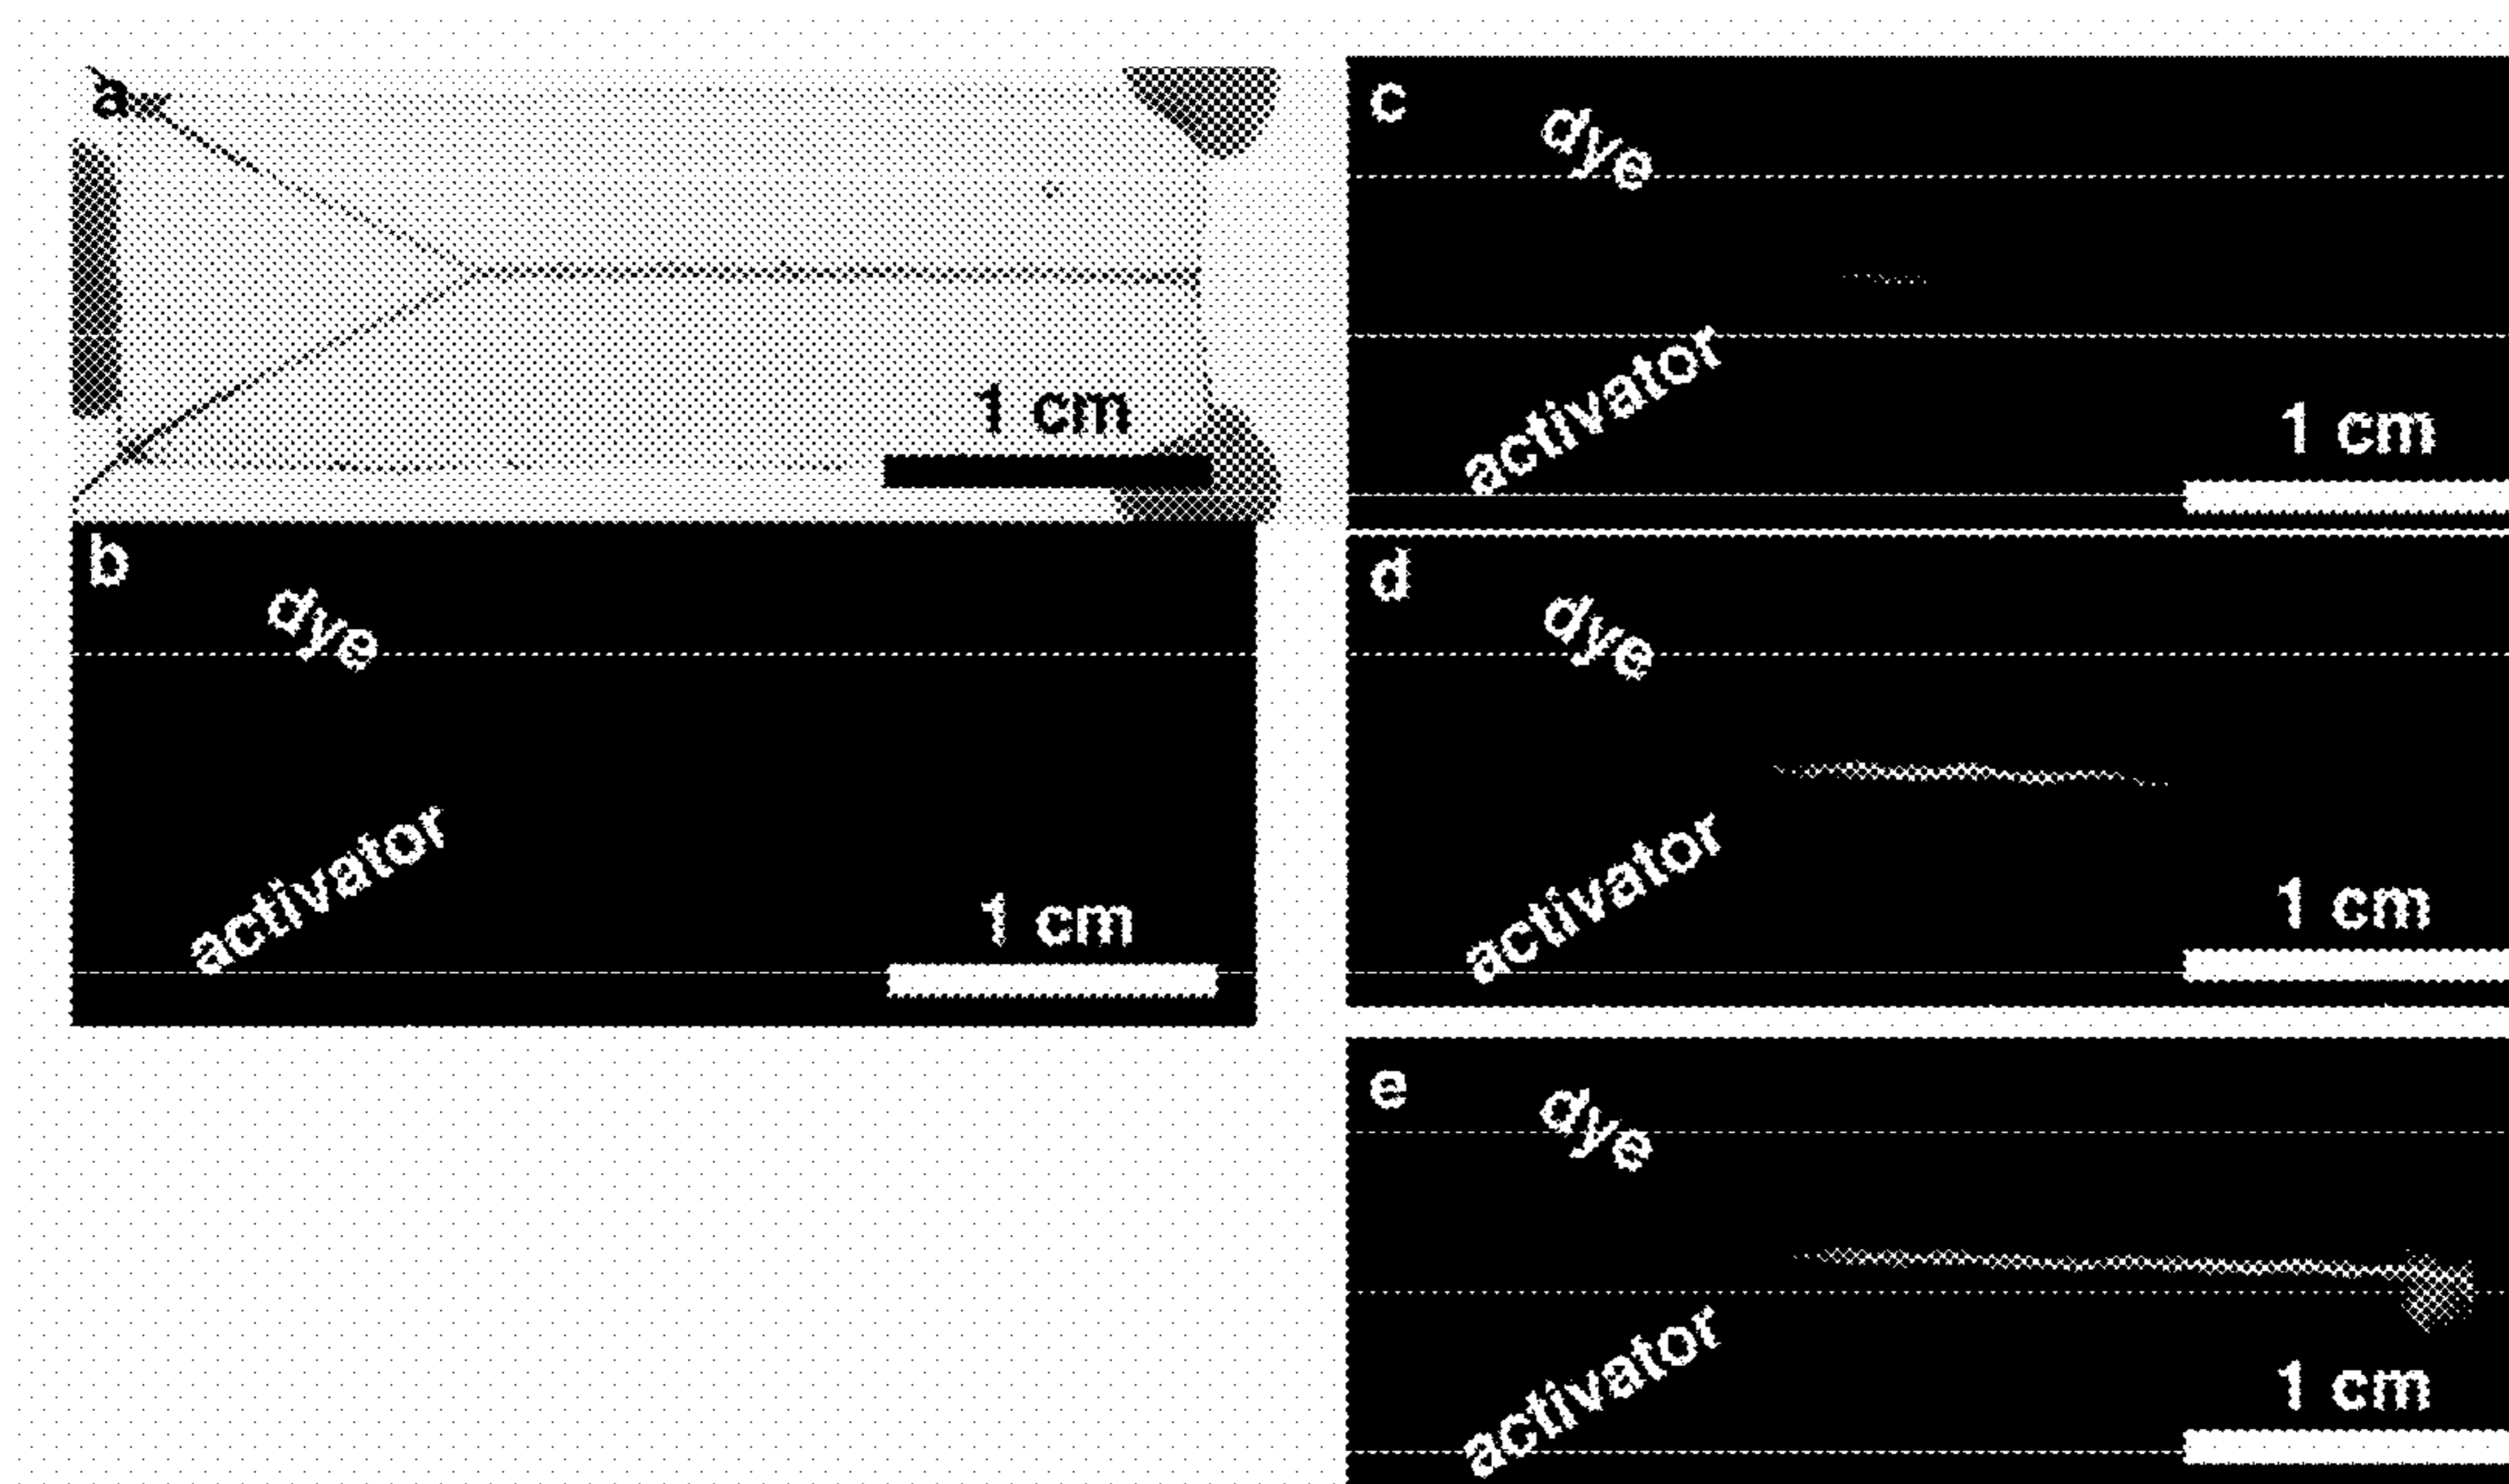 a
1 cm
b
dye
activator
1 cm
c
dye
activator
1 cm
d
dye
activator
1 cm
e
dye
activator
1 cm